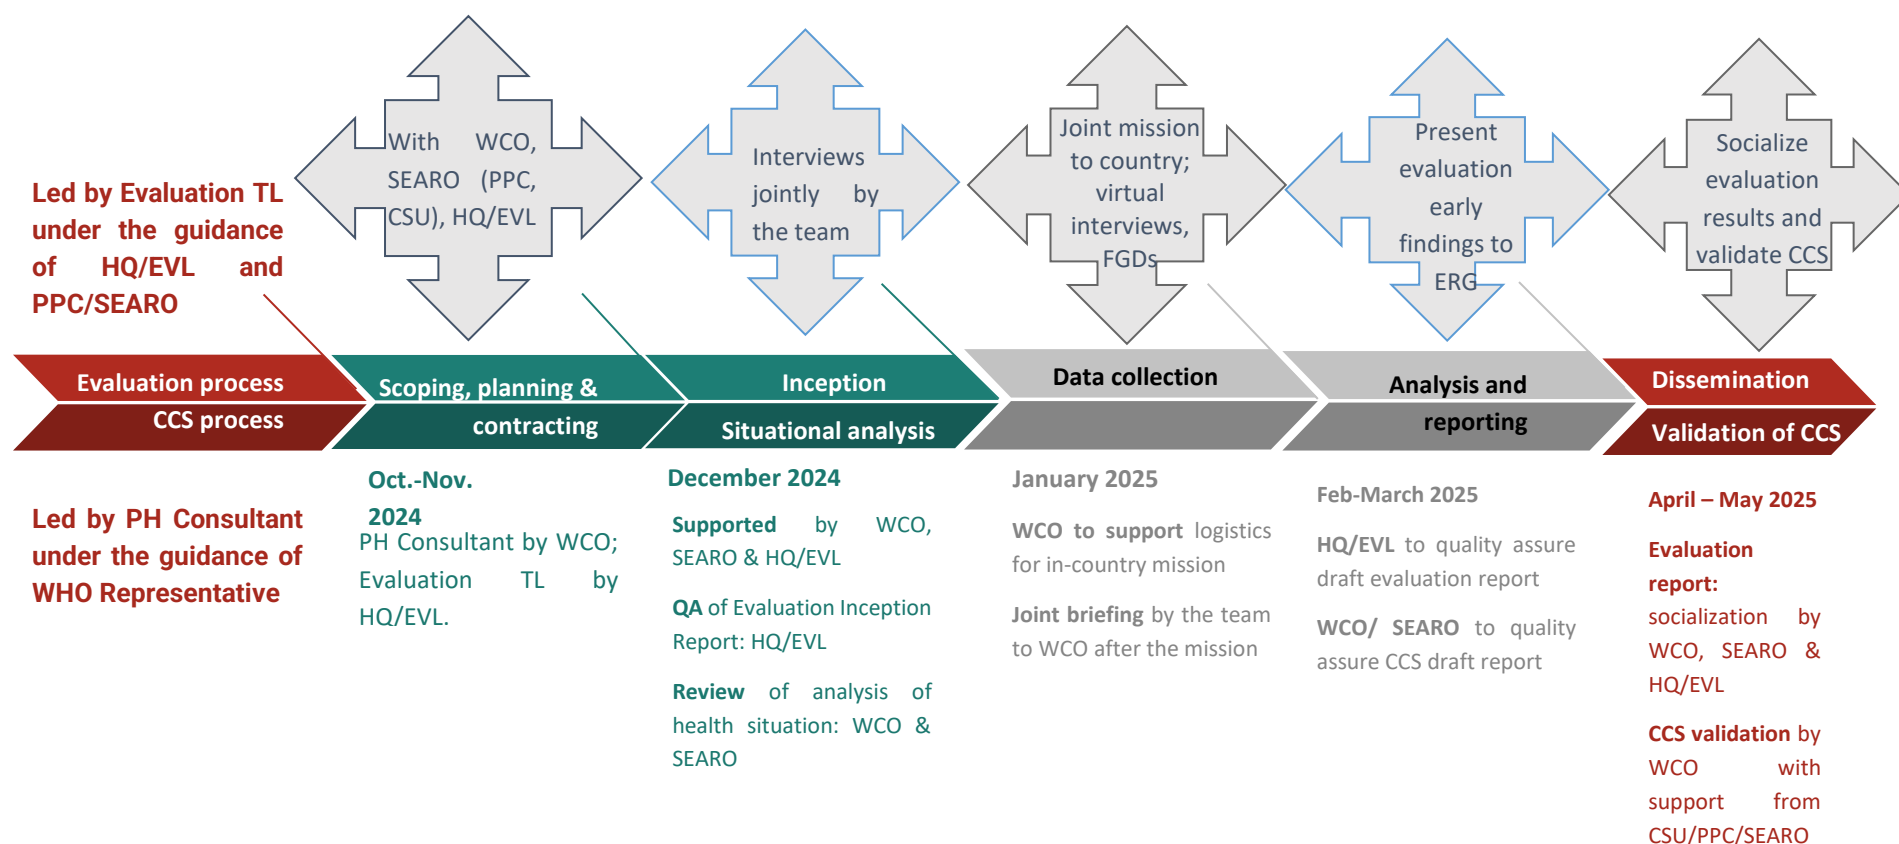 With WCO,
SEARO (PPC,
CSU), HQ/EVL
Interviews
jointly by
the team
Joint mission
to country;
virtual
interviews,
FGDs
Present
evaluation
early
findings to
ERG
Socialize
evaluation
results and
validate CCS
Led by Evaluation TL
under the guidance
of HQ/EVL and
PPC/SEARO
Evaluation process
CCS process
Scoping, planning &
contracting
Inception
Situational analysis
Data collection
Analysis and
reporting
Dissemination
Validation of CCS
Led by PH Consultant
under the guidance of
WHO Representative
Oct.-Nov.
2024
PH Consultant by WCO;
Evaluation TL by
HQ/EVL.
December 2024
Supported by WCO,
SEARO & HQ/EVL
QA of Evaluation Inception
Report: HQ/EVL
Review of analysis of
health situation: WCO &
SEARO
January 2025
WCO to support logistics
for in-country mission
Joint briefing by the team
to WCO after the mission
Feb-March 2025
HQ/EVL to quality assure
draft evaluation report
WCO/ SEARO to quality
assure CCS draft report
April – May 2025
Evaluation
report:
socialization by
WCO, SEARO &
HQ/EVL
CCS validation by
WCO with
support from
CSU/PPC/SEARO